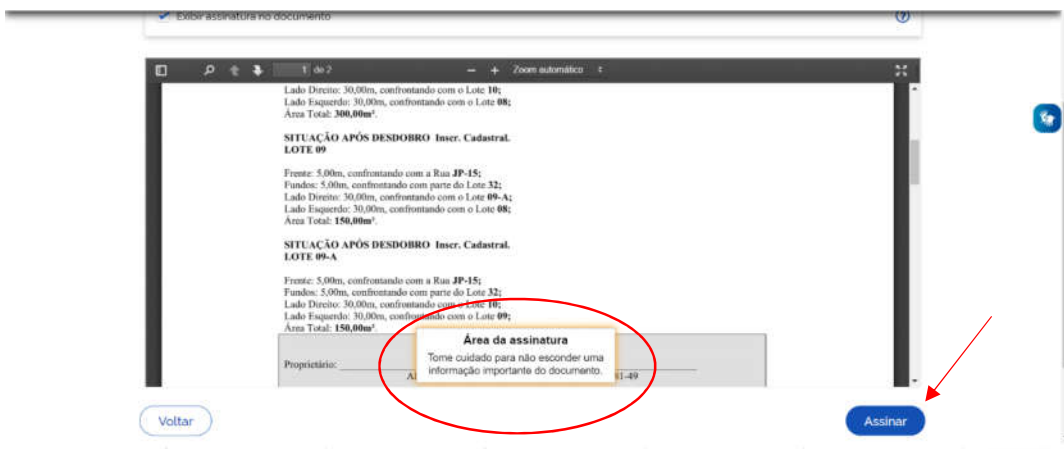 Exibir assinatura no documento
1 de 2
Zoom automático
Lado Direito: 30,00m, confrontando com o Lote 10;
Lado Esquerdo: 30,00m, confrontando com o Lote 08;
Área Total: 300,00m².
SITUAÇÃO APÓS DESDOBRO Inscr. Cadastral.
LOTE 09
Frente: 5,00m, confrontando com a Rua JP-15;
Fundos: 5,00m, confrontando com parte do Lote 32;
Lado Direito: 30,00m, confrontando com o Lote 09-A;
Lado Esquerdo: 30,00m, confrontando com o Lote 08;
Área Total: 150,00m².
SITUAÇÃO APÓS DESDOBRO Inscr. Cadastral.
LOTE 09-A
Frente: 5,00m, confrontando com a Rua JP-15;
Fundos: 5,00m, confrontando com parte do Lote 32;
Lado Direito: 30,00m, confrontando com o Lote 10;
Lado Esquerdo: 30,00m, confrontando com o Lote 09;
Área Total: 150,00m².
Área da assinatura
Tome cuidado para não esconder uma
informação importante do documento.
Proprietário:
Voltar
Assinar